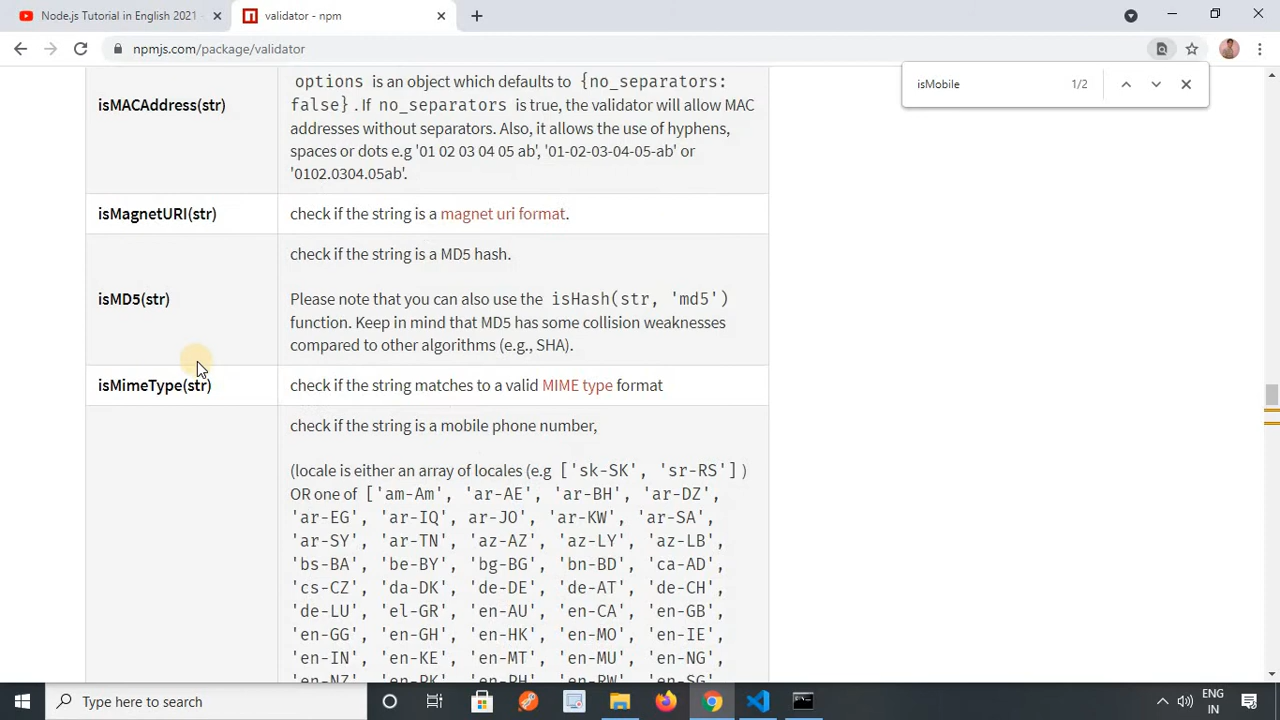 Node.js Tutorial in English 2021 -
validator - npm
npmjs.com/package/validator
isMobile 1/2
options is an object which defaults to {no_separators:
isMACAddress(str)
false}. If no_separators is true, the validator will allow MAC
addresses without separators. Also, it allows the use of hyphens,
spaces or dots e.g '01 02 03 04 05 ab', '01-02-03-04-05-ab' or
'0102.0304.05ab'.
isMagnetURI(str) check if the string is a magnet uri format.
check if the string is a MD5 hash.
isMD5(str) Please note that you can also use the isHash(str, 'md5')
function. Keep in mind that MD5 has some collision weaknesses
compared to other algorithms (e.g., SHA).
isMimeType(str) check if the string matches to a valid MIME type format
check if the string is a mobile phone number,
(locale is either an array of locales (e.g ['sk-SK', 'sr-RS'])
OR one of ['am-Am', 'ar-AE', 'ar-BH', 'ar-DZ',
'ar-EG', 'ar-IQ', ar-JO', 'ar-KW', 'ar-SA',
'ar-SY', 'ar-TN', 'az-AZ', 'az-LY', 'az-LB',
'bs-BA', 'be-BY', 'bg-BG', 'bn-BD', 'ca-AD',
'cs-CZ', 'da-DK', 'de-DE', 'de-AT', 'de-CH',
'de-LU', 'el-GR', 'en-AU', 'en-CA', 'en-GB',
'en-GG', 'en-GH', 'en-HK', 'en-MO', 'en-IE',
'en-IN', 'en-KE', 'en-MT', 'en-MU', 'en-NG',
'en-NZ', 'en-PK', 'en-PH', 'en-RW', 'en-SG',
Type here to search
ENG
IN